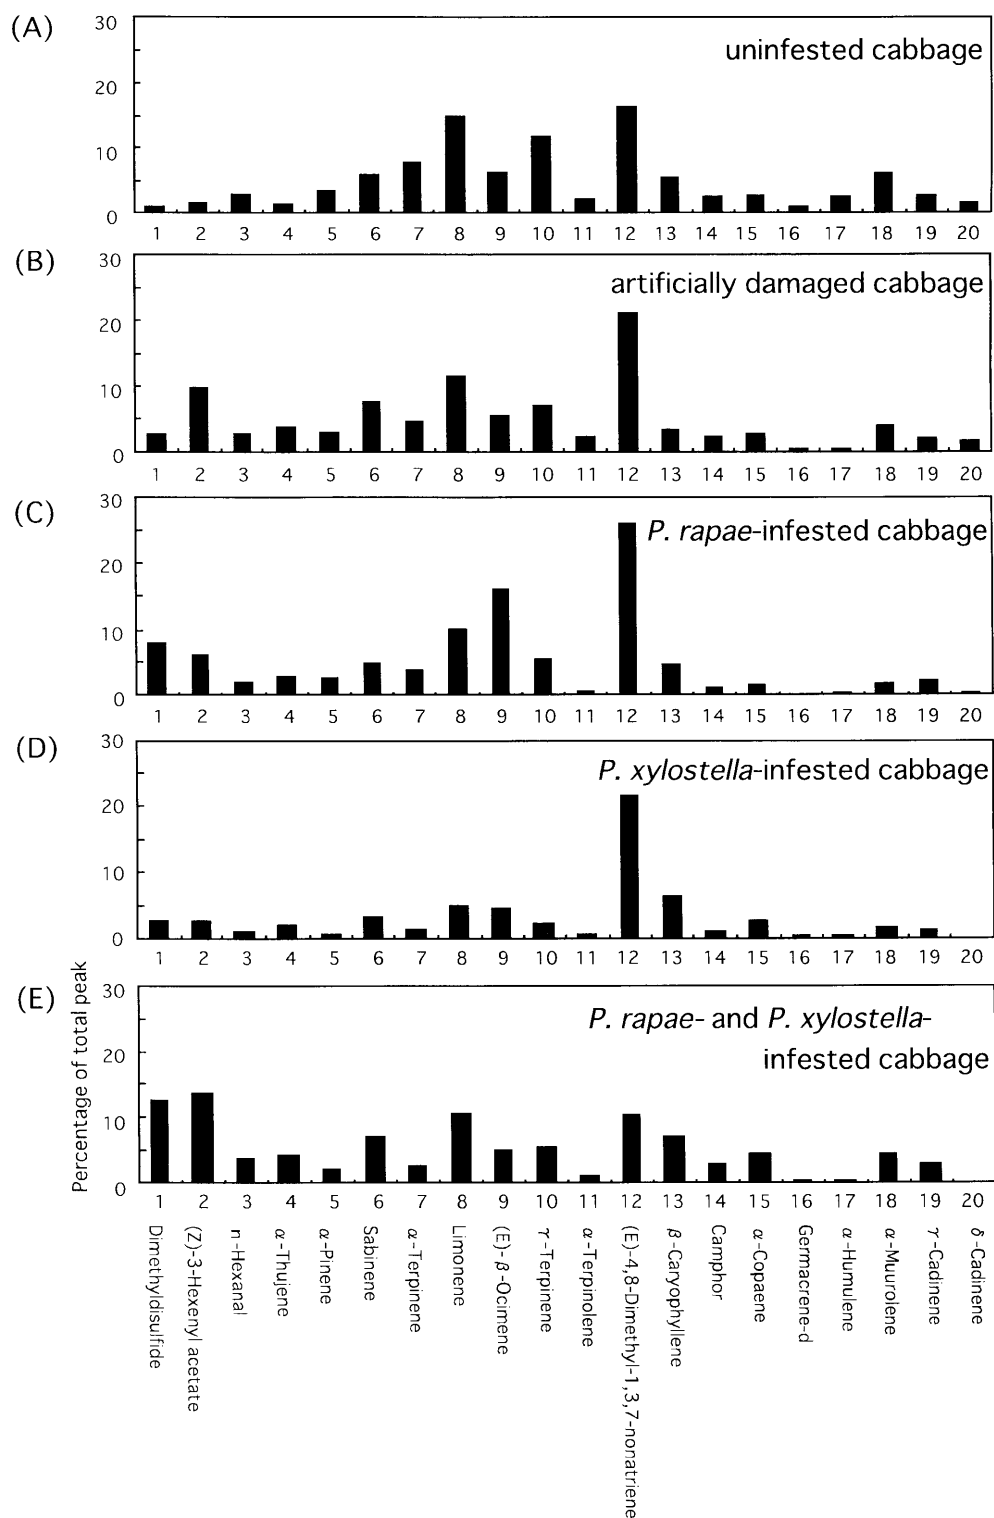 (A)
30
20
10
0
uninfested cabbage
1 2 3 4 5 6 7 8 9 10 11 12 13 14 15 16 17 18 19 20
(B)
30
20
10
0
artificially damaged cabbage
1 2 3 4 5 6 7 8 9 10 11 12 13 14 15 16 17 18 19 20
(C)
30
20
10
0
P. rapae-infested cabbage
1 2 3 4 5 6 7 8 9 10 11 12 13 14 15 16 17 18 19 20
(D)
30
20
10
0
P. xylostella-infested cabbage
1 2 3 4 5 6 7 8 9 10 11 12 13 14 15 16 17 18 19 20
(E)
Percentage of total peak
30
20
10
0
P. rapae- and P. xylostella-
infested cabbage
1 2 3 4 5 6 7 8 9 10 11 12 13 14 15 16 17 18 19 20
Dimethyldisulfide
(Z)-3-Hexenyl acetate
n-Hexanal
α-Thujene
α-Pinene
Sabinene
α-Terpinene
Limonene
(E)-β-Ocimene
γ-Terpinene
α-Terpinolene
(E)-4,8-Dimethyl-1,3,7-nonatriene
β-Caryophyllene
Camphor
α-Copaene
Germacrene-d
α-Humulene
α-Muurolene
γ-Cadinene
δ-Cadinene